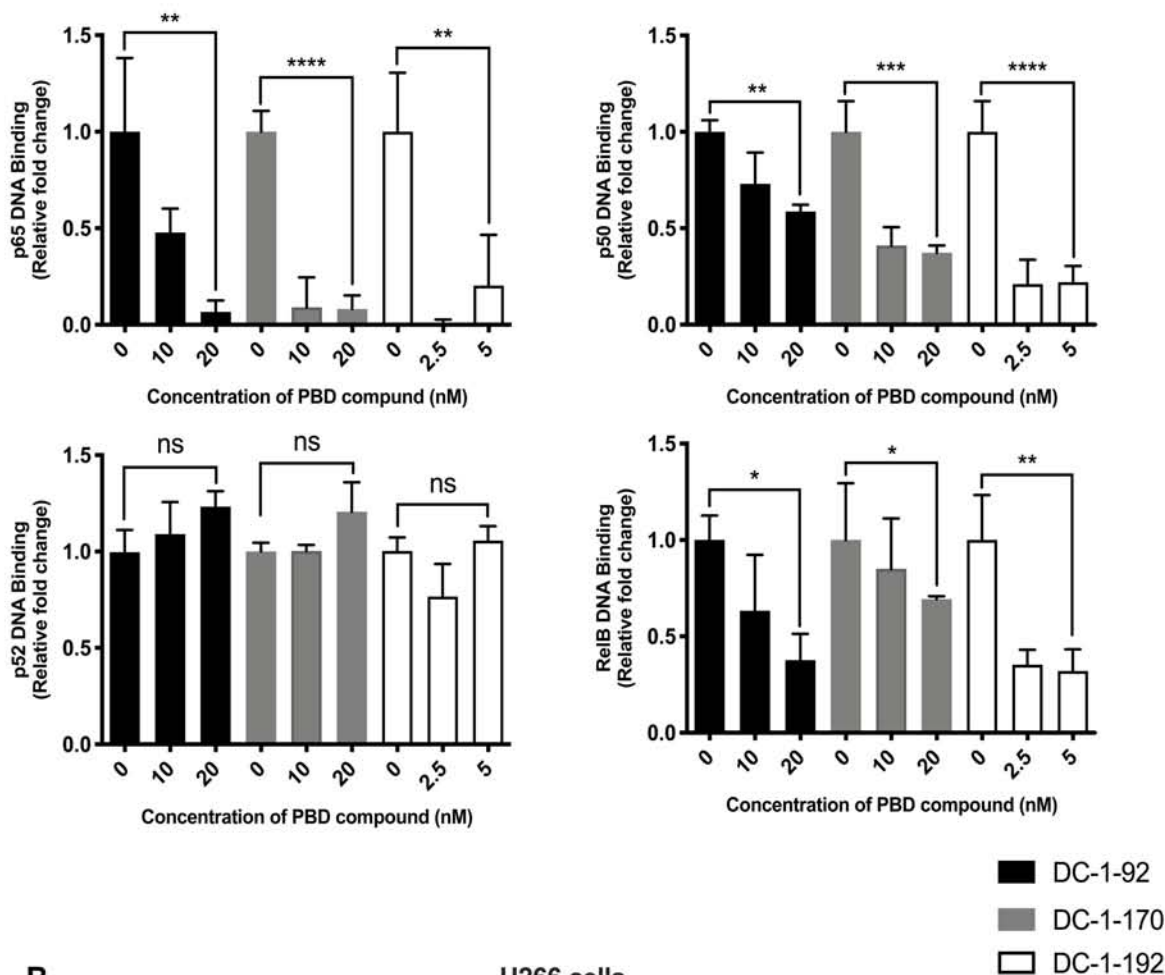 ** **** **
1.5
1.0
0.5
0.0
p65 DNA Binding
(Relative fold change)
0 10 20 0 10 20 0 2.5 5
Concentration of PBD compund (nM)
** *** ****
1.5
1.0
0.5
0.0
p50 DNA Binding
(Relative fold change)
0 10 20 0 10 20 0 2.5 5
Concentration of PBD compound (nM)
ns ns ns
1.5
1.0
0.5
0.0
p52 DNA Binding
(Relative fold change)
0 10 20 0 10 20 0 2.5 5
Concentration of PBD compound (nM)
* * **
1.5
1.0
0.5
0.0
RelB DNA Binding
(Relative fold change)
0 10 20 0 10 20 0 2.5 5
Concentration of PBD compound (nM)
DC-1-92
DC-1-170
DC-1-192